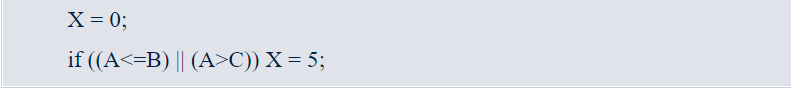 X = 0;
if ((A<=B) || (A>C)) X = 5;